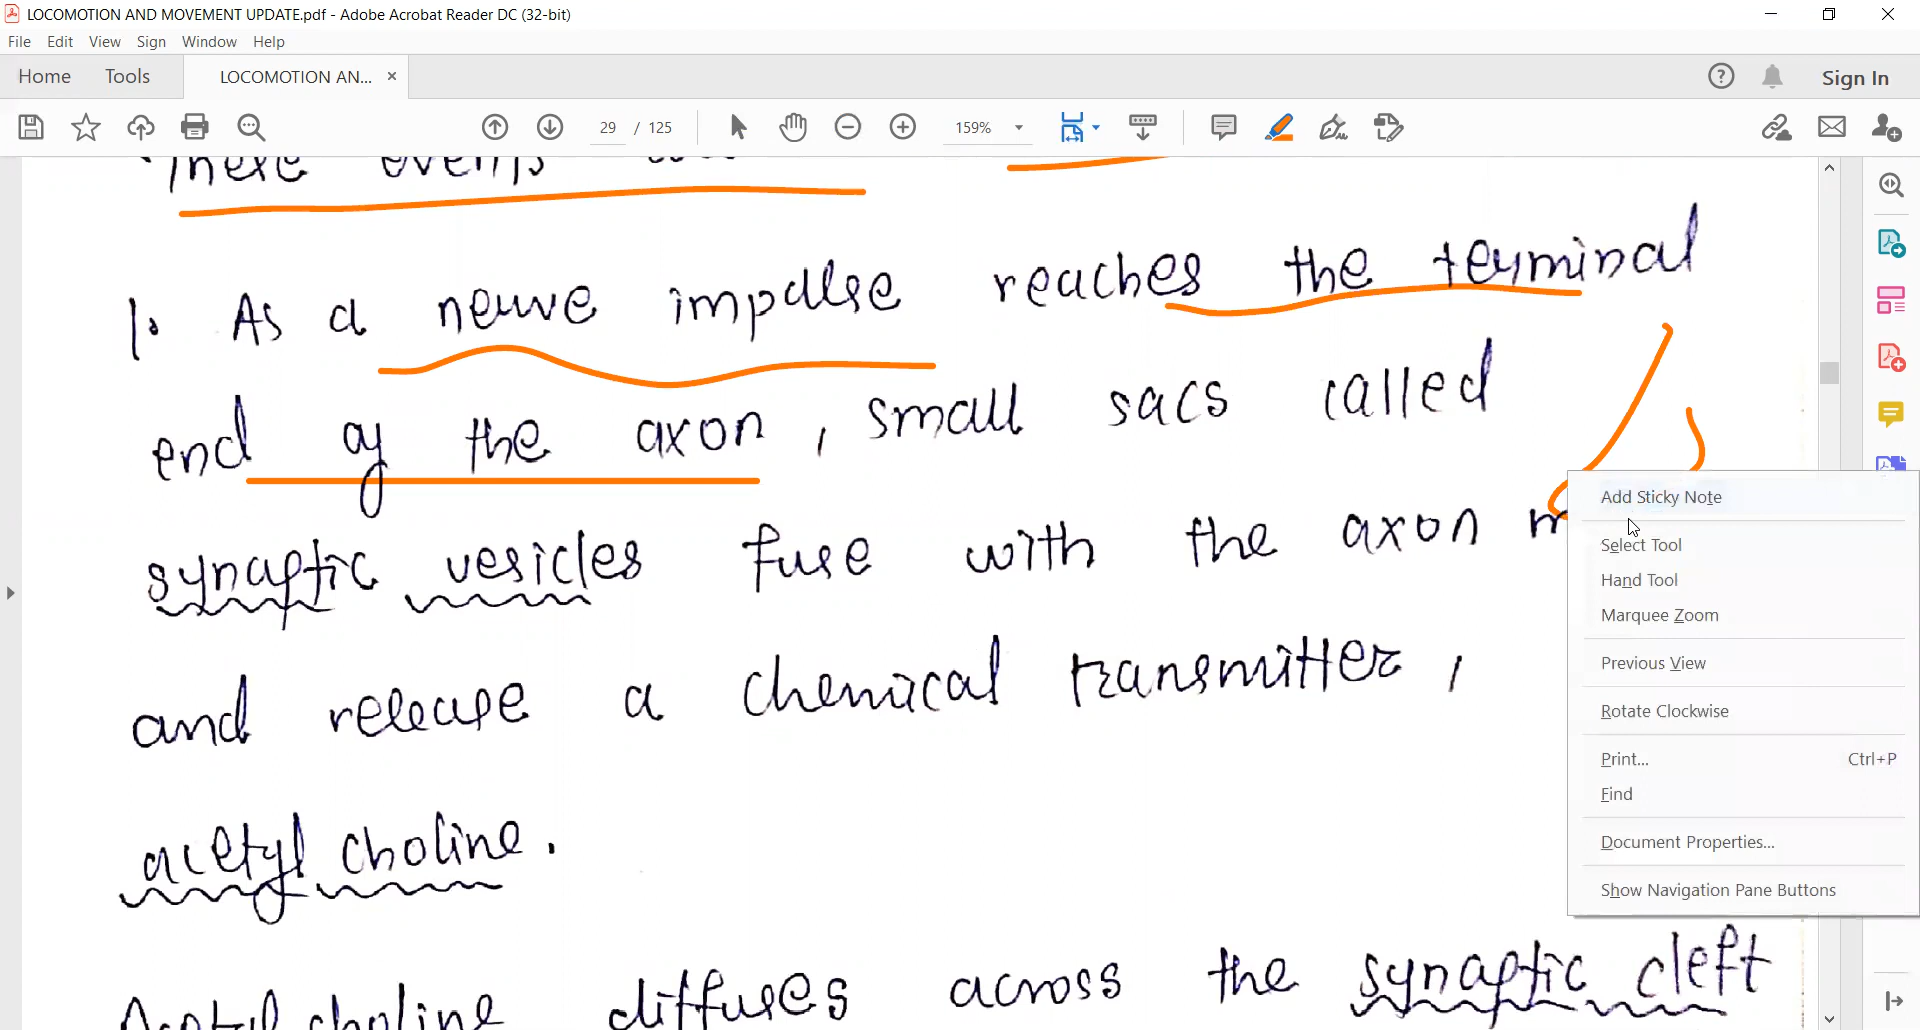 LOCOMOTION AND MOVEMENT UPDATE.pdf - Adobe Acrobat Reader DC (32-bit)
File Edit View Sign Window Help
Home Tools LOCOMOTION AN... × Sign In
29 / 125 159%
These events
1. As a nerve impulse reaches the terminal
end of the axon, small sacs called
synaptic vesicles fuse with the axon
and release a chemical transmitter,
acetyl choline.
Acetyl choline diffuses across the synaptic cleft
Add Sticky Note
Select Tool
Hand Tool
Marquee Zoom
Previous View
Rotate Clockwise
Print... Ctrl+P
Find
Document Properties...
Show Navigation Pane Buttons